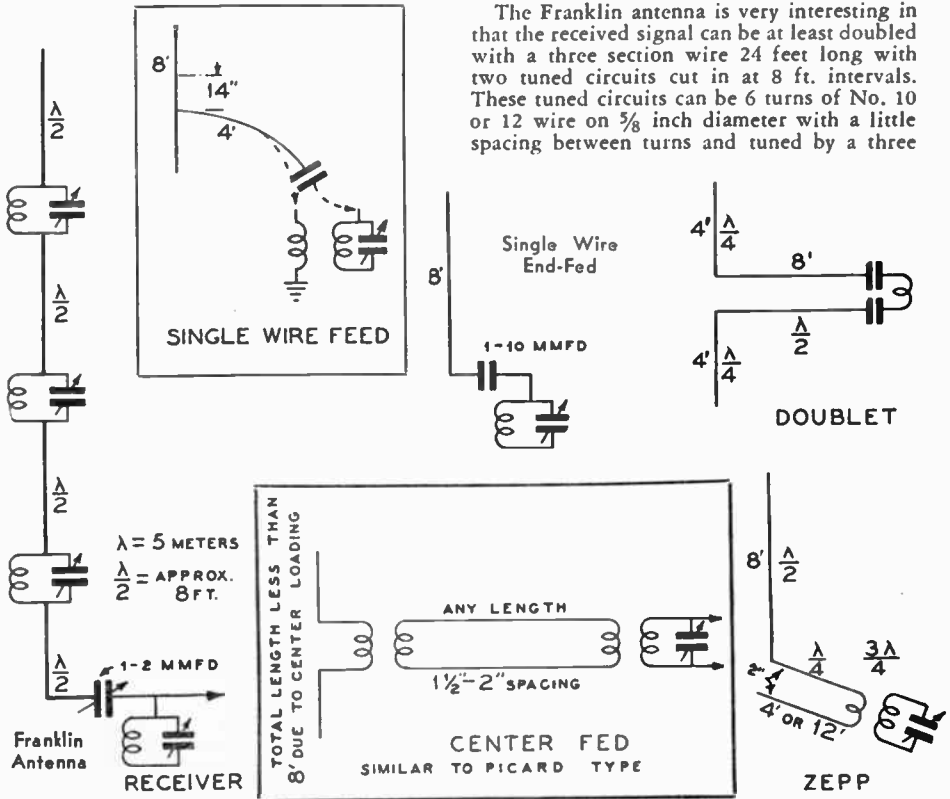 The Franklin antenna is very interesting in
that the received signal can be at least doubled
with a three section wire 24 feet long with
two tuned circuits cut in at 8 ft. intervals.
These tuned circuits can be 6 turns of No. 10
or 12 wire on 5/8 inch diameter with a little
spacing between turns and tuned by a three
λ/2
λ/2
λ/2
λ/2
λ = 5 METERS
λ/2 = APPROX.
8 FT.
1-2 MMFD
Franklin
Antenna
RECEIVER
8'
14"
4'
SINGLE WIRE FEED
8'
Single Wire
End-Fed
1-10 MMFD
4' λ/4
8'
λ/2
4' λ/4
DOUBLET
TOTAL LENGTH LESS THAN
8' DUE TO CENTER LOADING
ANY LENGTH
1½"-2" SPACING
CENTER FED
SIMILAR TO PICARD TYPE
8' λ/2
λ/4 3λ/4
2"
4' OR 12'
ZEPP